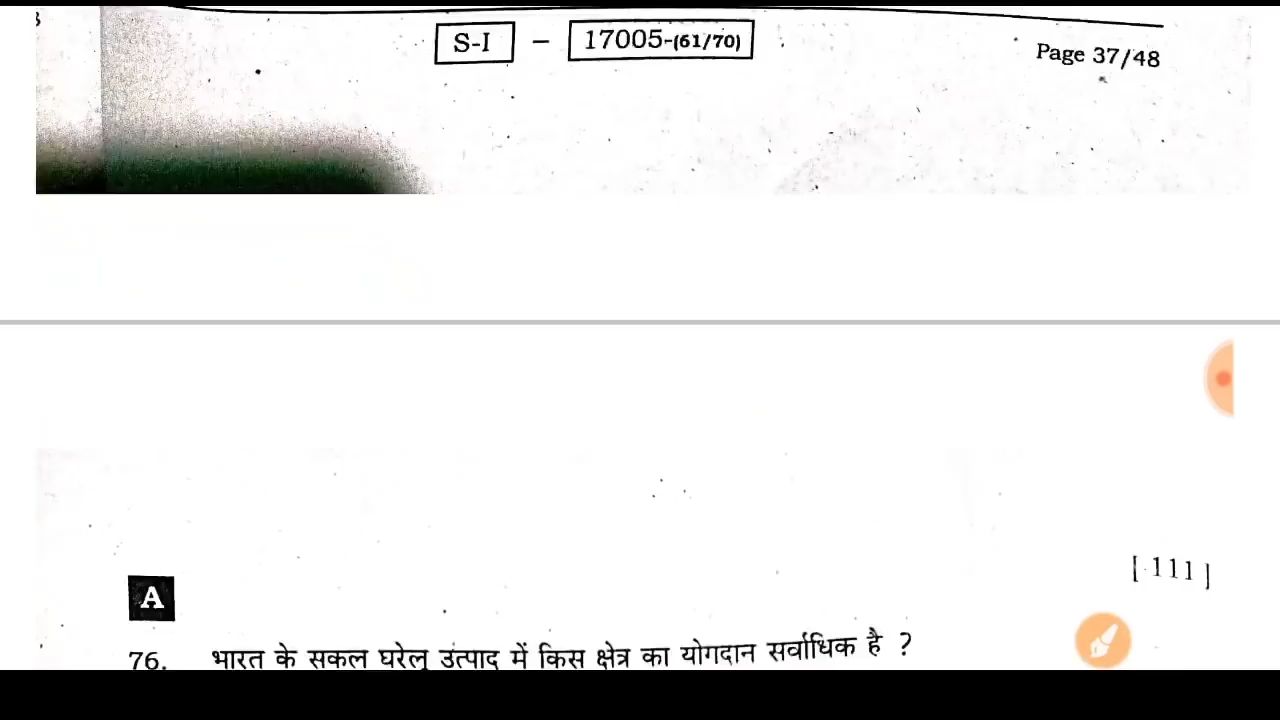 S-I – 17005-(61/70)
Page 37/48
[ 111 ]
A
76. भारत के सकल घरेलू उत्पाद में किस क्षेत्र का योगदान सर्वाधिक है ?